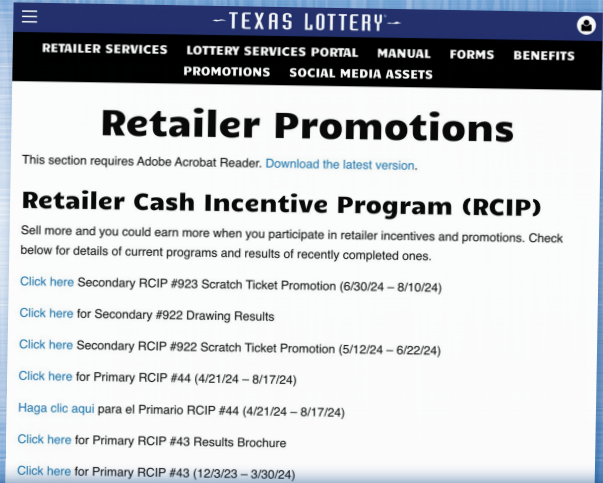 TEXAS LOTTERY
RETAILER SERVICES LOTTERY SERVICES PORTAL MANUAL FORMS BENEFITS
PROMOTIONS SOCIAL MEDIA ASSETS
Retailer Promotions
This section requires Adobe Acrobat Reader. Download the latest version.
Retailer Cash Incentive Program (RCIP)
Sell more and you could earn more when you participate in retailer incentives and promotions. Check
below for details of current programs and results of recently completed ones.
Click here Secondary RCIP #923 Scratch Ticket Promotion (6/30/24 – 8/10/24)
Click here for Secondary #922 Drawing Results
Click here Secondary RCIP #922 Scratch Ticket Promotion (5/12/24 – 6/22/24)
Click here for Primary RCIP #44 (4/21/24 – 8/17/24)
Haga clic aqui para el Primario RCIP #44 (4/21/24 – 8/17/24)
Click here for Primary RCIP #43 Results Brochure
Click here for Primary RCIP #43 (12/3/23 – 3/30/24)